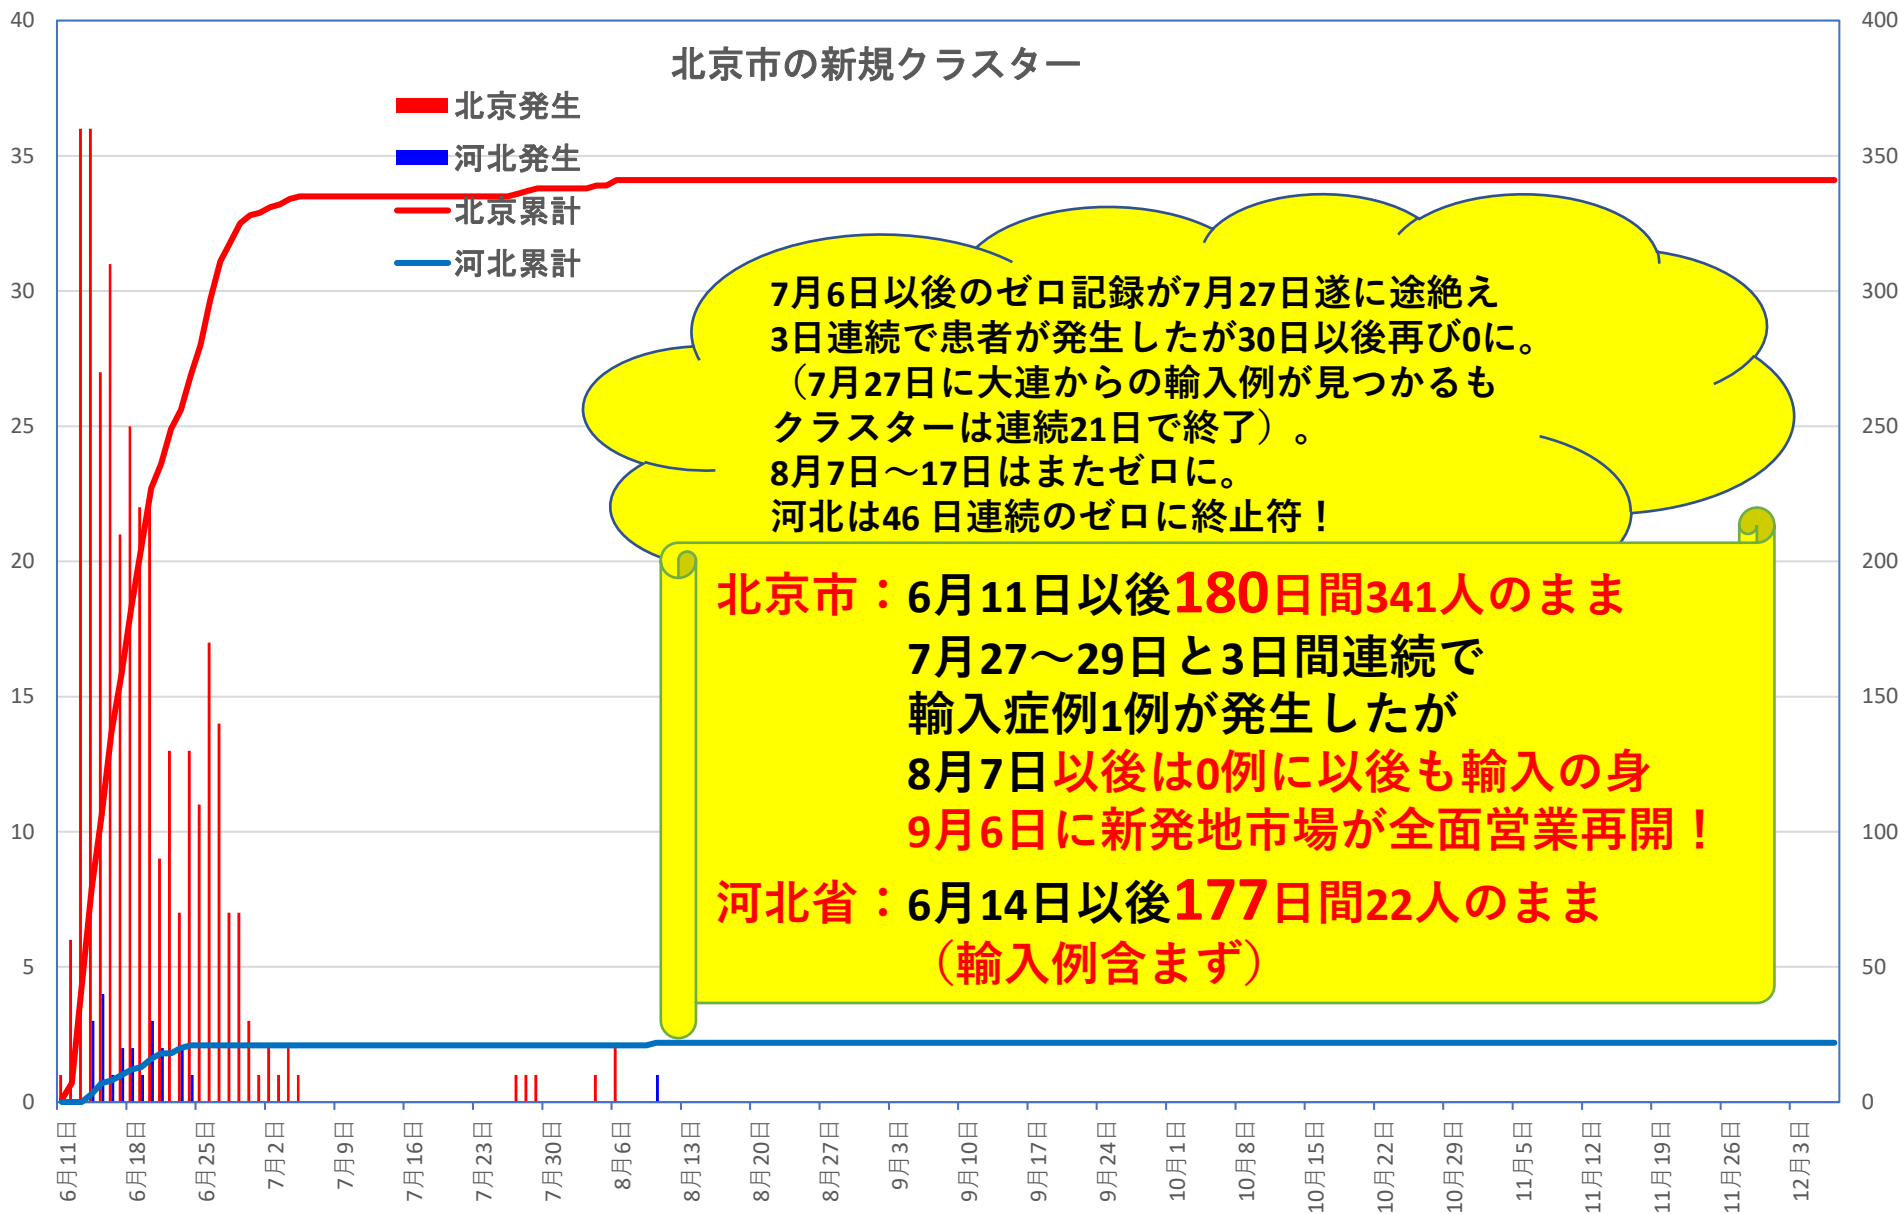 北京市の新規クラスター
北京発生
河北発生
北京累計
河北累計
40
35
30
25
20
15
10
5
0
400
350
300
250
200
150
100
50
0
7月6日以後のゼロ記録が7月27日遂に途絶え
3日連続で患者が発生したが30日以後再び0に。
（7月27日に大連からの輸入例が見つかるも
クラスターは連続21日で終了）。
8月7日～17日はまたゼロに。
河北は46 日連続のゼロに終止符！
北京市：6月11日以後180日間341人のまま
7月27～29日と3日間連続で
輸入症例1例が発生したが
8月7日以後は0例に以後も輸入の身
9月6日に新発地市場が全面営業再開！
河北省：6月14日以後177日間22人のまま
（輸入例含まず）
6月11日
6月18日
6月25日
7月2日
7月9日
7月16日
7月23日
7月30日
8月6日
8月13日
8月20日
8月27日
9月3日
9月10日
9月17日
9月24日
10月1日
10月8日
10月15日
10月22日
10月29日
11月5日
11月12日
11月19日
11月26日
12月3日